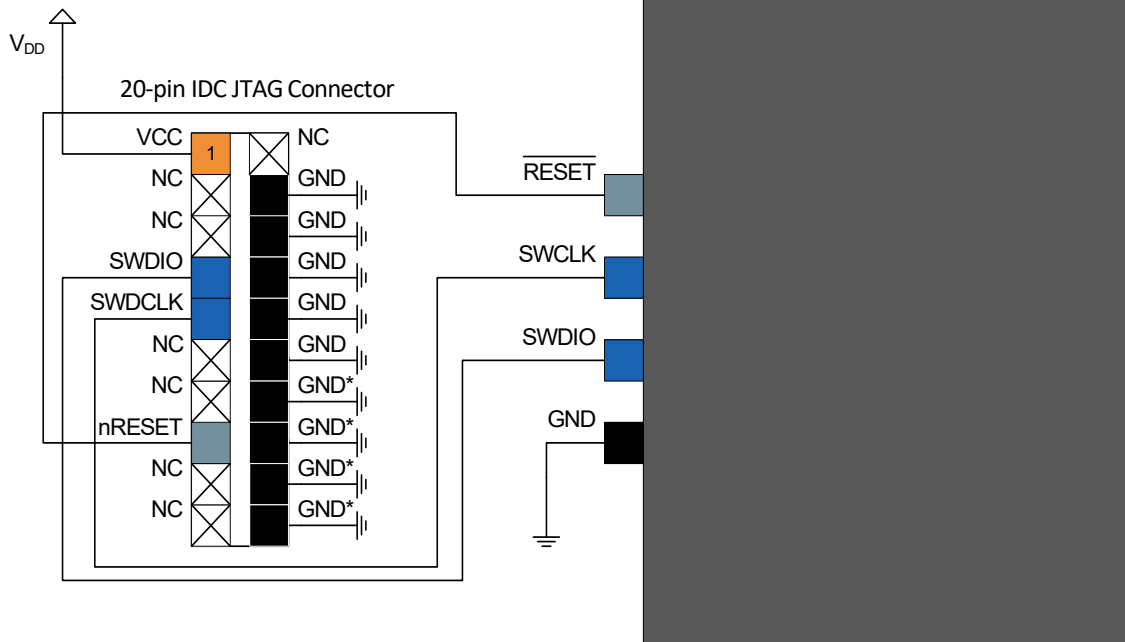 VDD
20-pin IDC JTAG Connector
VCC 1 NC
NC GND
NC GND
SWDIO GND
SWDCLK GND
NC GND
NC GND*
nRESET GND*
NC GND*
NC GND*
RESET
SWCLK
SWDIO
GND